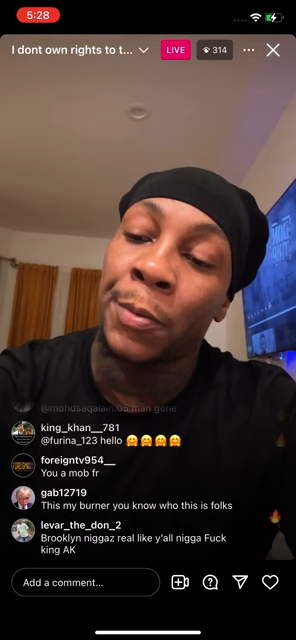 5:28
I dont own rights to t...
LIVE
314
@mohdsaqalain.05 man gone
king_khan__781
@furina_123 hello 🤗🤗🤗🤗
foreigntv954__
You a mob fr
gab12719
This my burner you know who this is folks
levar_the_don_2
Brooklyn niggaz real like y'all nigga Fuck
king AK
Add a comment...